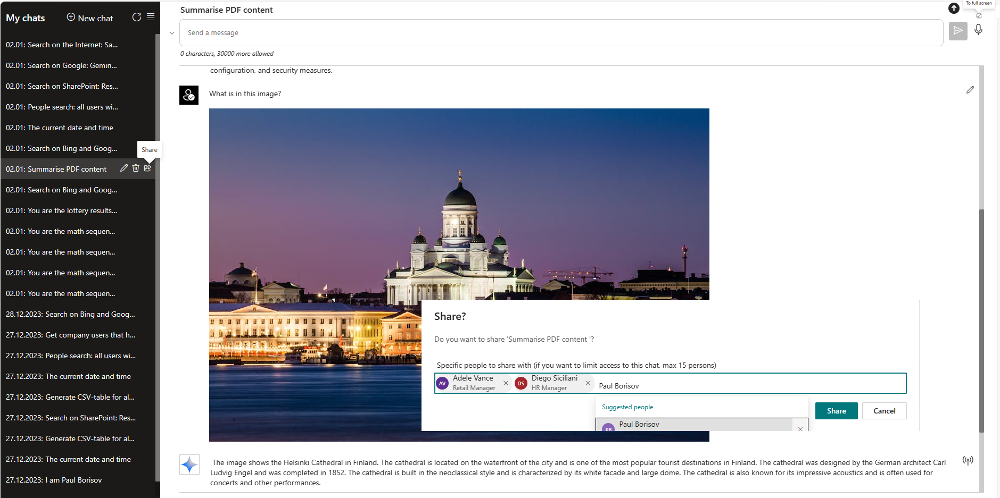 My chats
New chat
02.01: Search on the Internet: Sa...
02.01: Search on Google: Gemin...
02.01: Search on SharePoint: Res...
02.01: People search: all users wi...
02.01: The current date and time
02.01: Search on Bing and Goog...
Share
02.01: Summarise PDF content
02.01: Search on Bing and Goog...
02.01: You are the lottery results...
02.01: You are the math sequen...
02.01: You are the math sequen...
02.01: You are the math sequen...
02.01: You are the math sequen...
28.12.2023: Search on Bing and Goog...
27.12.2023: Get company users that h...
27.12.2023: People search: all users wi...
27.12.2023: The current date and time
27.12.2023: Generate CSV-table for al...
27.12.2023: Search on SharePoint: Res...
27.12.2023: Generate CSV-table for al...
27.12.2023: The current date and time
27.12.2023: I am Paul Borisov
Summarise PDF content
To full screen
Send a message
0 characters, 30000 more allowed
configuration, and security measures.
What is in this image?
Share?
Do you want to share 'Summarise PDF content '?
Specific people to share with (if you want to limit access to this chat, max 15 persons)
AV Adele Vance
Retail Manager
DS Diego Siciliani
HR Manager
Paul Borisov
Suggested people
PB Paul Borisov
Share
Cancel
The image shows the Helsinki Cathedral in Finland. The cathedral is located on the waterfront of the city and is one of the most popular tourist destinations in Finland. The cathedral was designed by the German architect Carl
Ludvig Engel and was completed in 1852. The cathedral is built in the neoclassical style and is characterized by its white facade and large dome. The cathedral is also known for its impressive acoustics and is often used for
concerts and other performances.